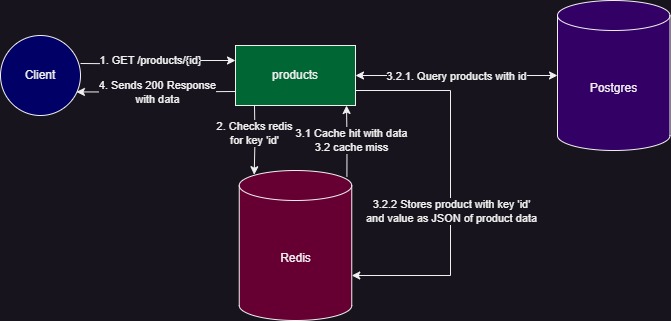 1. GET /products/{id}
Client
products
3.2.1. Query products with id
Postgres
4. Sends 200 Response
with data
2. Checks redis
for key 'id'
3.1 Cache hit with data
3.2 cache miss
3.2.2 Stores product with key 'id'
and value as JSON of product data
Redis